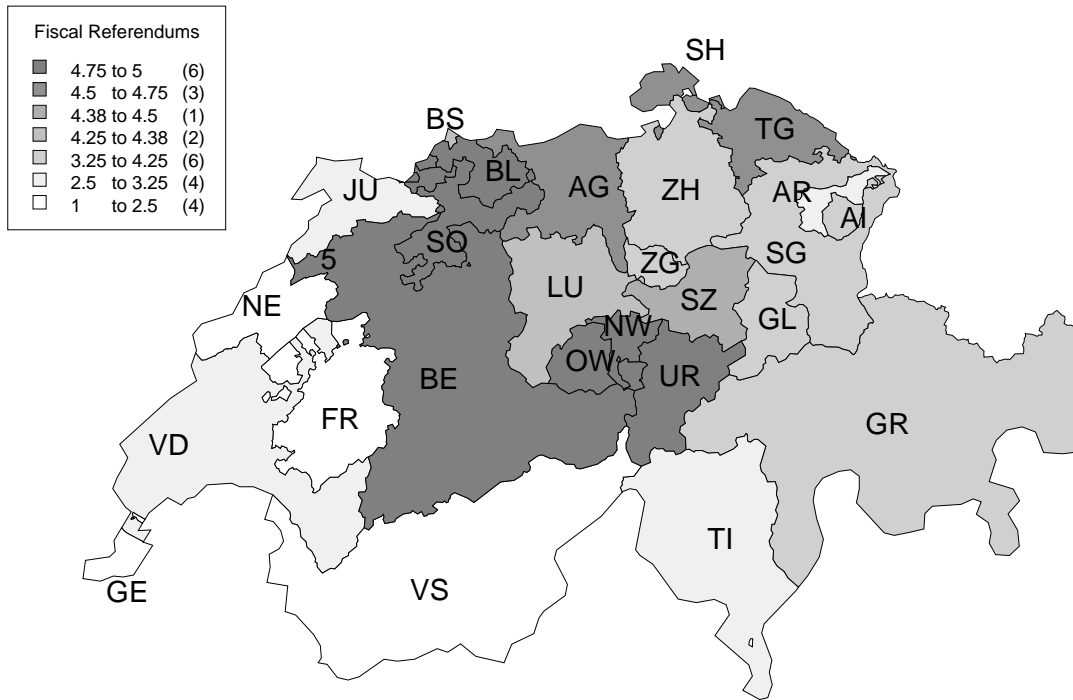 Fiscal Referendums
4.75 to 5 (6)
4.5 to 4.75 (3)
4.38 to 4.5 (1)
4.25 to 4.38 (2)
3.25 to 4.25 (6)
2.5 to 3.25 (4)
1 to 2.5 (4)
SH
BS
TG
BL
JU
AG
ZH
AR
AI
SO
SG
5
ZG
LU
NE
SZ
GL
NW
OW
BE
UR
FR
GR
VD
TI
VS
GE